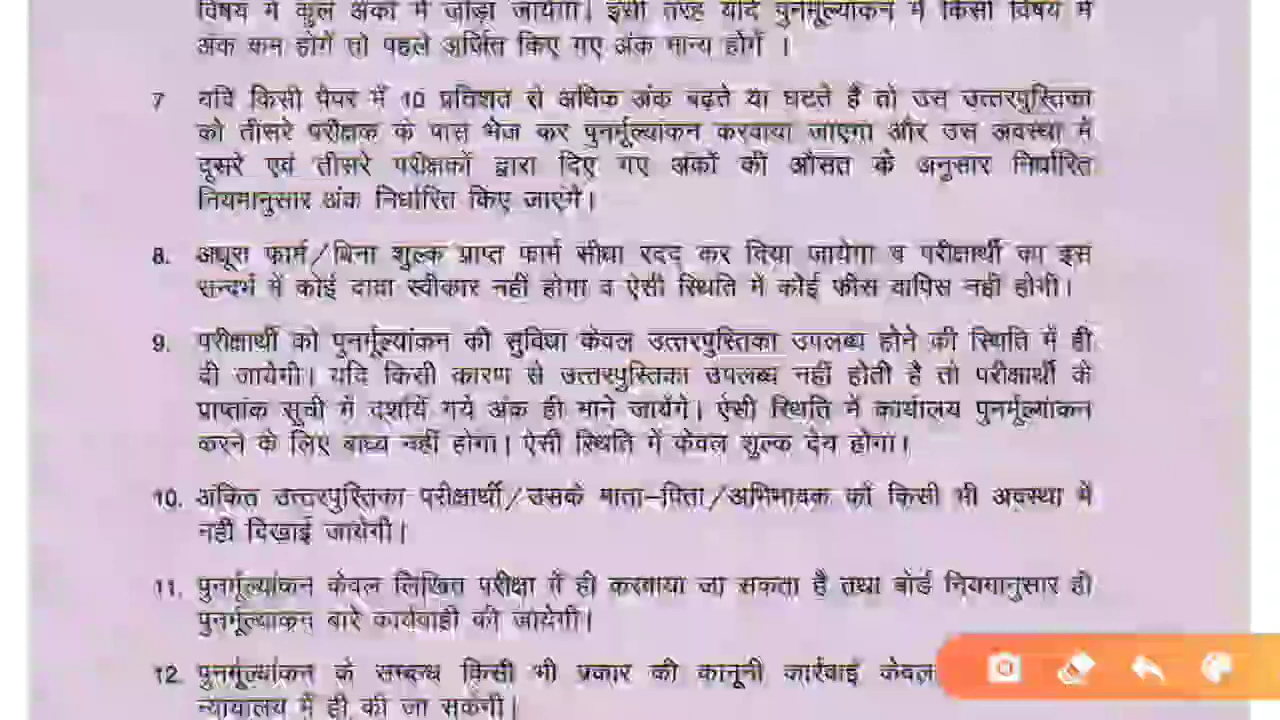 विषय में कुल अंकों में जोड़ा जायेगा। इसी तरह यदि पुनर्मूल्यांकन में किसी विषय में
अंक कम होगें तो पहले अर्जित किए गए अंक मान्य होगें ।
7 यदि किसी पेपर में 10 प्रतिशत से अधिक अंक बढ़ते या घटते है तो उस उत्तरपुस्तिका
को तीसरे परीक्षक के पास भेज कर पुनर्मूल्यांकन करवाया जाएगा और उस अवस्था में
दूसरे एवं तीसरे परीक्षकों द्वारा दिए गए अंकों की औसत के अनुसार निर्धारित
नियमानुसार अंक निर्धारित किए जाएंगे।
8. अधूरा फार्म/बिना शुल्क प्राप्त फार्म सीधा रदद कर दिया जायेगा व परीक्षार्थी का इस
सन्दर्भ में कोई दावा स्वीकार नहीं होगा व ऐसी स्थिति में कोई फीस वापिस नहीं होगी।
9. परीक्षार्थी को पुनर्मूल्यांकन की सुविधा केवल उत्तरपुस्तिका उपलब्ध होने की स्थिति में ही
दी जायेगी। यदि किसी कारण से उत्तरपुस्तिका उपलब्ध नहीं होती है तो परीक्षार्थी के
प्राप्तांक सूची में दर्शाये गये अंक ही माने जायेंगे। ऐसी स्थिति में कार्यालय पुनर्मूल्यांकन
करने के लिए बाध्य नहीं होगा। ऐसी स्थिति में केवल शुल्क देय होगा।
10. अंकित उत्तरपुस्तिका परीक्षार्थी/उसके माता–पिता/अभिभावक को किसी भी अवस्था में
नहीं दिखाई जायेगी।
11. पुनर्मूल्यांकन केवल लिखित परीक्षा में ही करवाया जा सकता है तथा बोर्ड नियमानुसार ही
पुनर्मूल्यांकन बारे कार्यवाही की जायेगी।
12. पुनर्मूल्यांकन के सम्बन्ध किसी भी प्रकार की कानूनी कार्रवाई केवल
न्यायालय में ही की जा सकेगी।